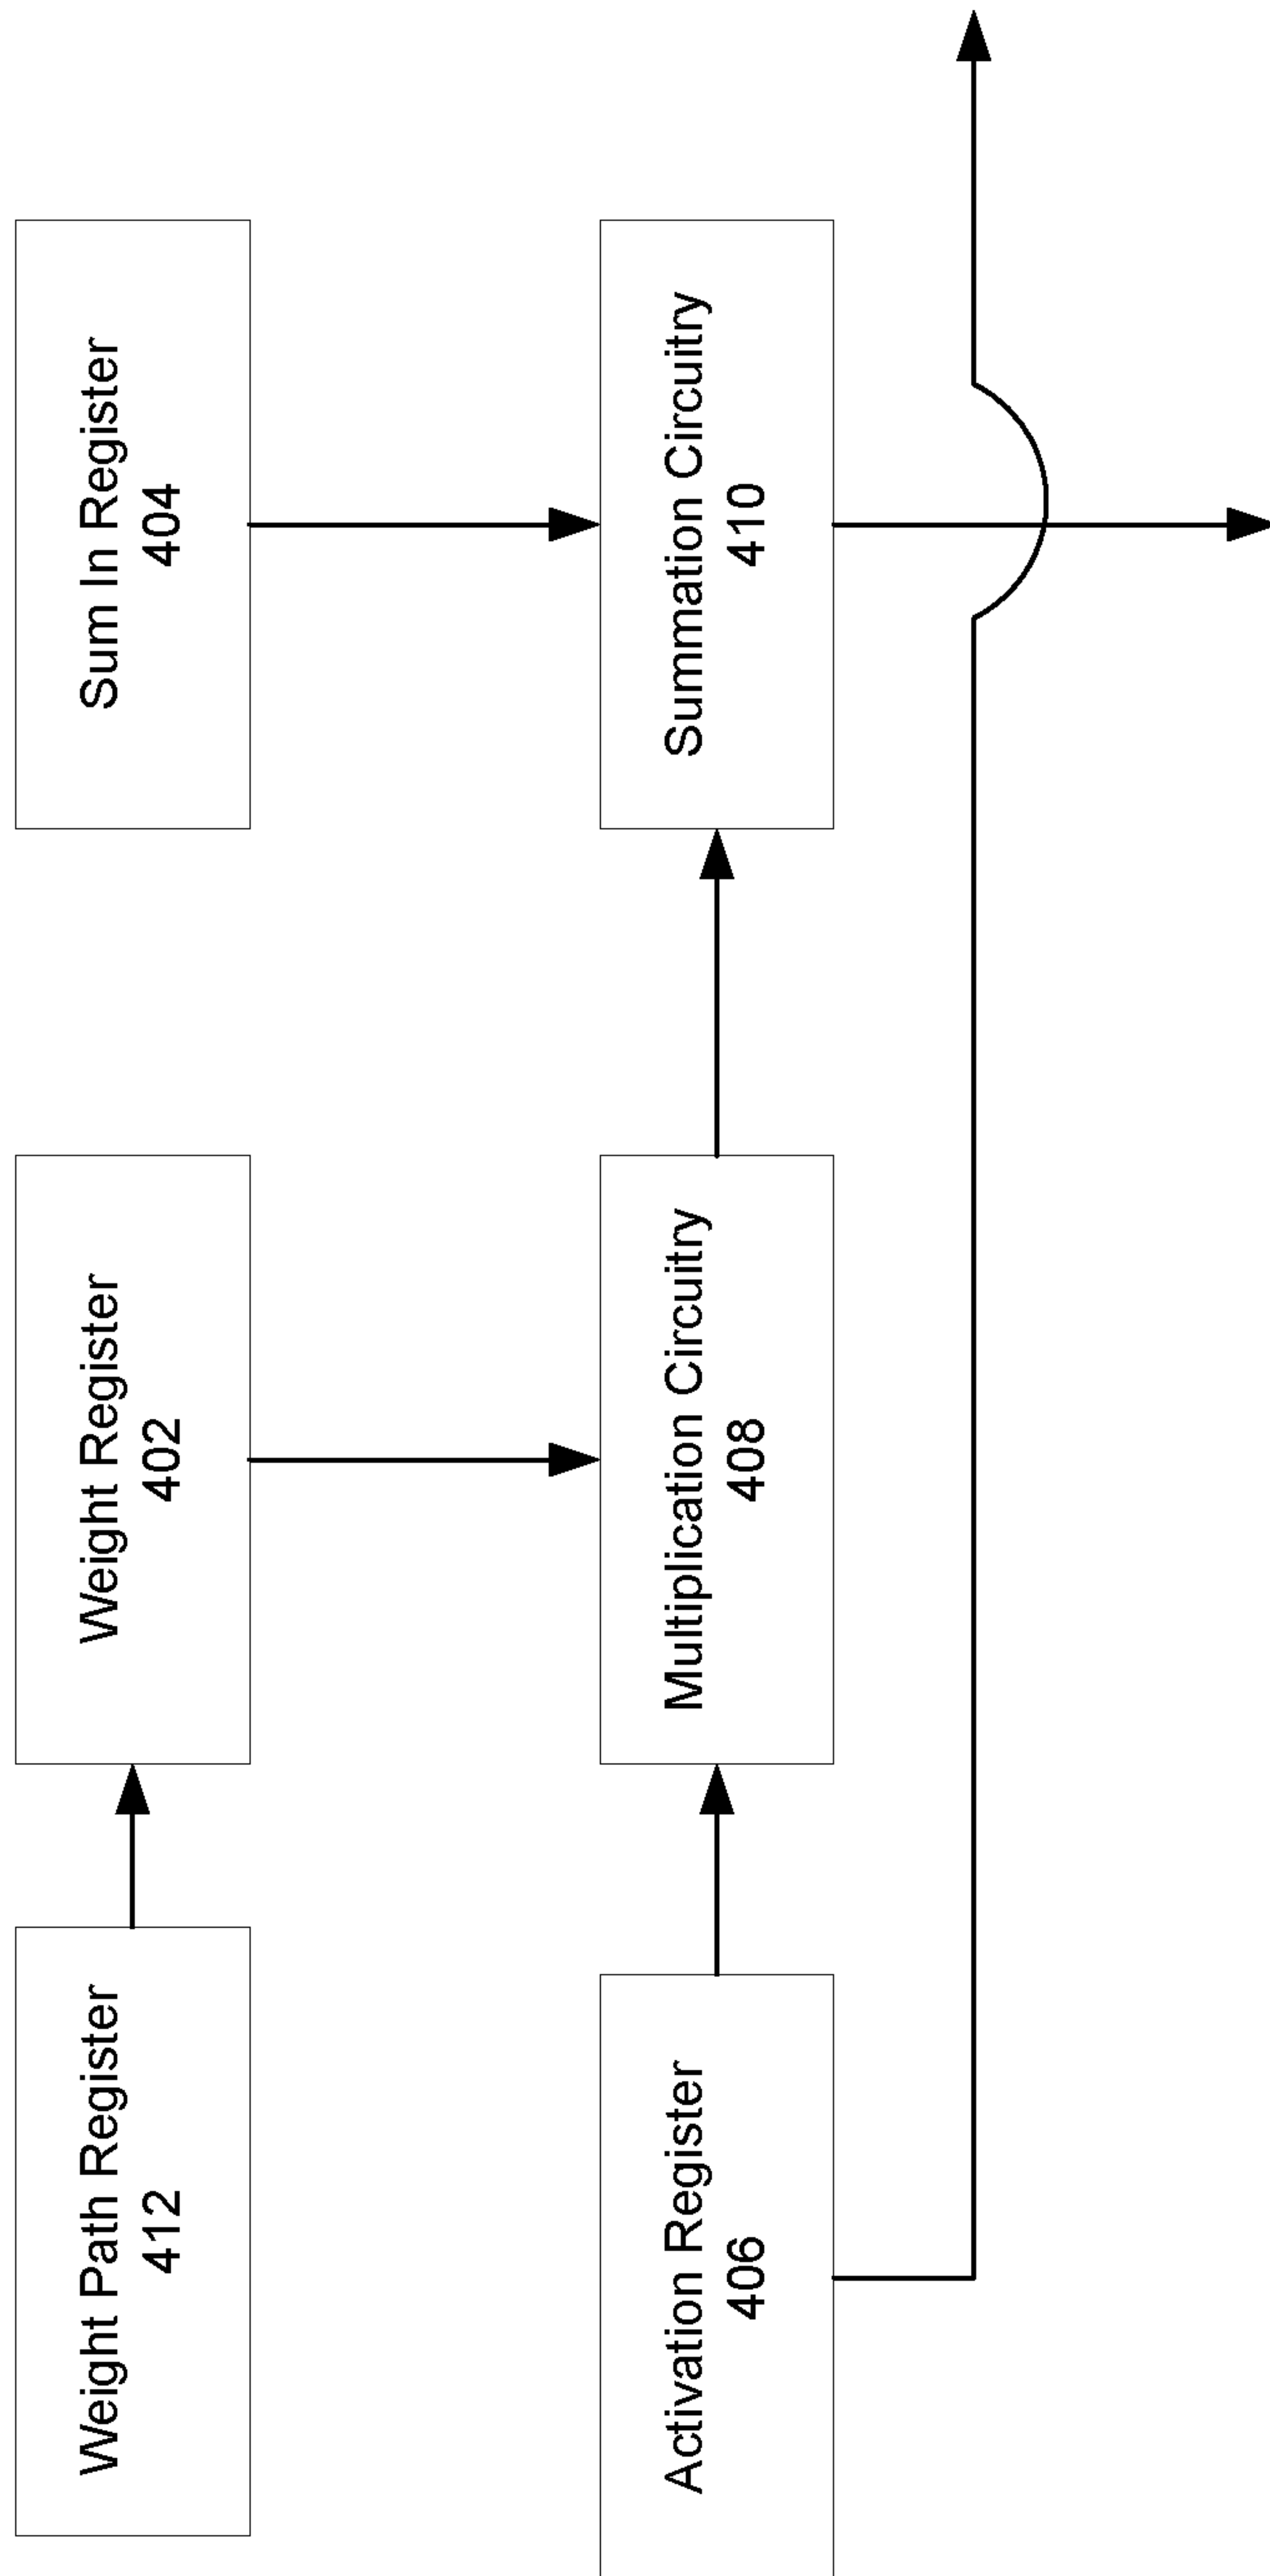 Weight Path Register
412
Weight Register
402
Sum In Register
404
Activation Register
406
Multiplication Circuitry
408
Summation Circuitry
410